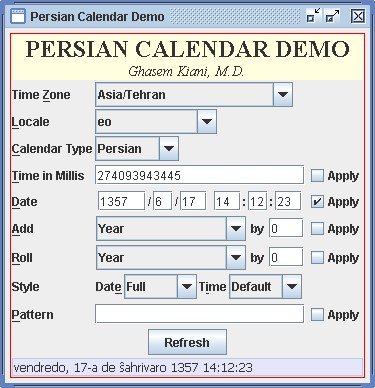 Persian Calendar Demo
PERSIAN CALENDAR DEMO
Ghasem Kiani, M.D.
Time Zone Asia/Tehran
Locale eo
Calendar Type Persian
Time in Millis 274093943445 Apply
Date 1357 / 6 / 17 14 : 12 : 23 Apply
Add Year by 0 Apply
Roll Year by 0 Apply
Style Date Full Time Default
Pattern Apply
Refresh
vendredo, 17-a de ŝahrivaro 1357 14:12:23